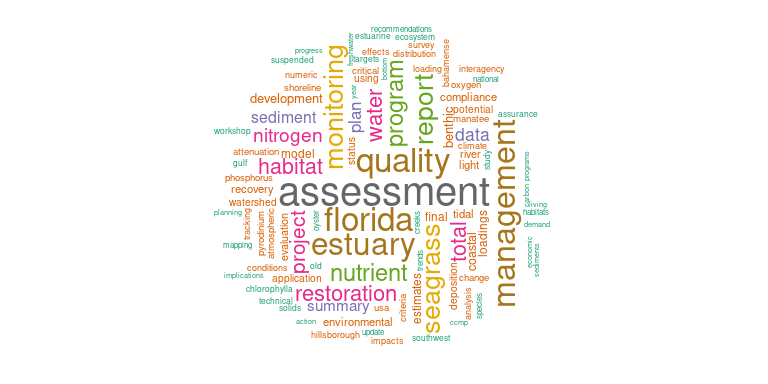 recommendations
estuarine
ecosystem
freshwater
progress
effects
survey
distribution
targets
suspended
monitoring
bottom
bahamense
numeric
critical
loading
interagency
using
national
shoreline
program
report
oxygen
year
development
water
compliance
plan
potential
sediment
manatee
assurance
workshop
nitrogen
benthic
data
status
climate
attenuation
model
quality
river
study
gulf
habitat
light
management
carbon
programs
phosphorus
assessment
recovery
living
watershed
habitats
planning
florida
final
tidal
tracking
pyrodinium
atmospheric
evaluation
project
oyster
creeks
seagrass
total
coastal
loadings
demand
mapping
estuary
economic
sediments
conditions
old
nutrient
trends
implications
application
change
chlorophylla
restoration
estimates
deposition
analysis
species
technical
solids
summary
usa
criteria
action
environmental
ccmp
hillsborough
update
impacts
southwest